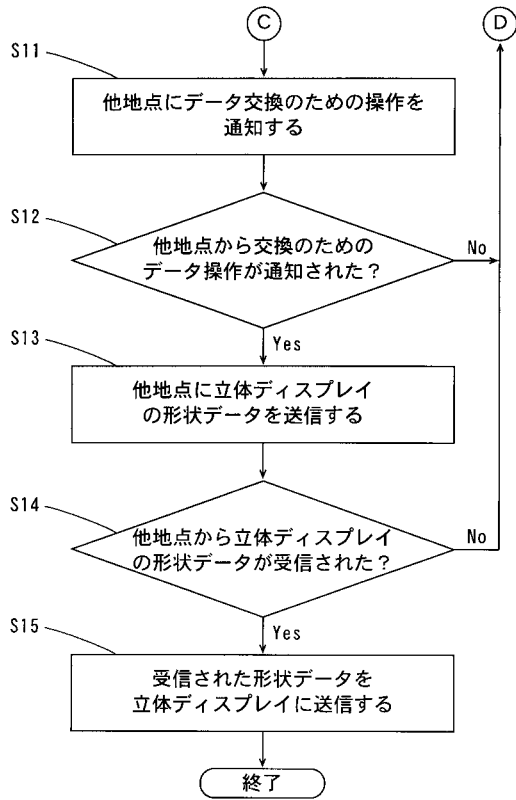 C
D
S11
他地点にデータ交換のための操作を
通知する
S12
他地点から交換のための
データ操作が通知された？
No
Yes
S13
他地点に立体ディスプレイ
の形状データを送信する
S14
他地点から立体ディスプレイ
の形状データが受信された？
No
Yes
S15
受信された形状データを
立体ディスプレイに送信する
終了